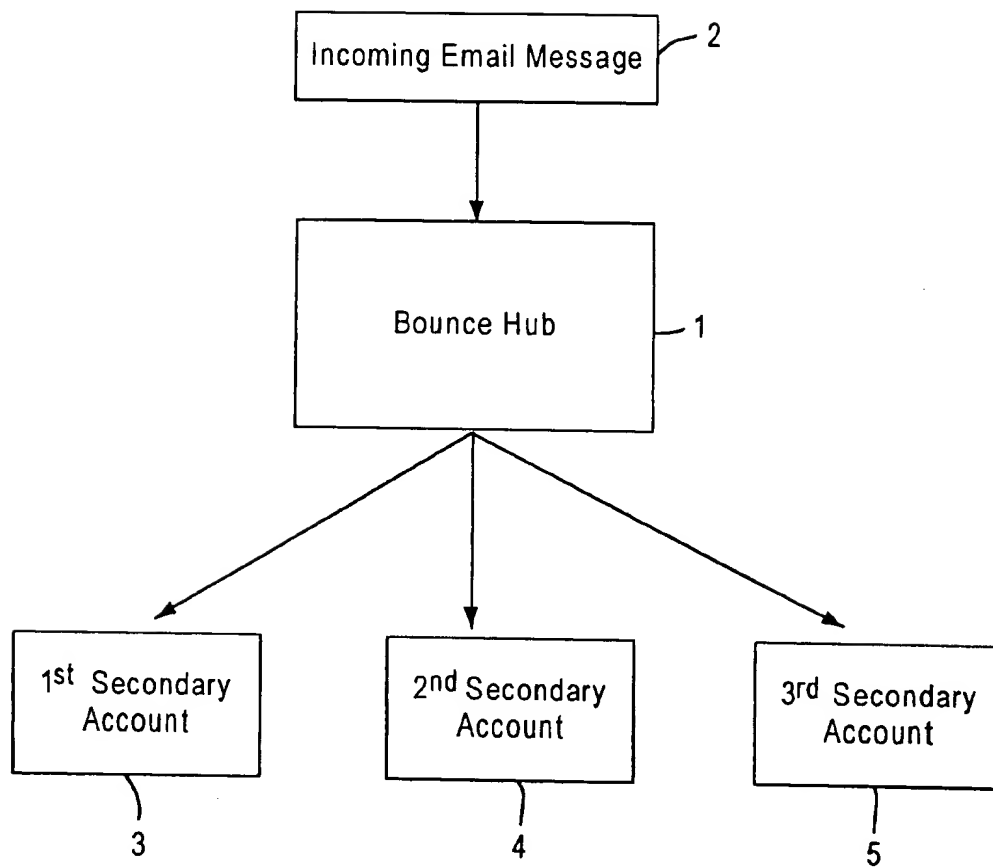 Incoming Email Message
2
Bounce Hub
1
1st Secondary
Account
2nd Secondary
Account
3rd Secondary
Account
3
4
5